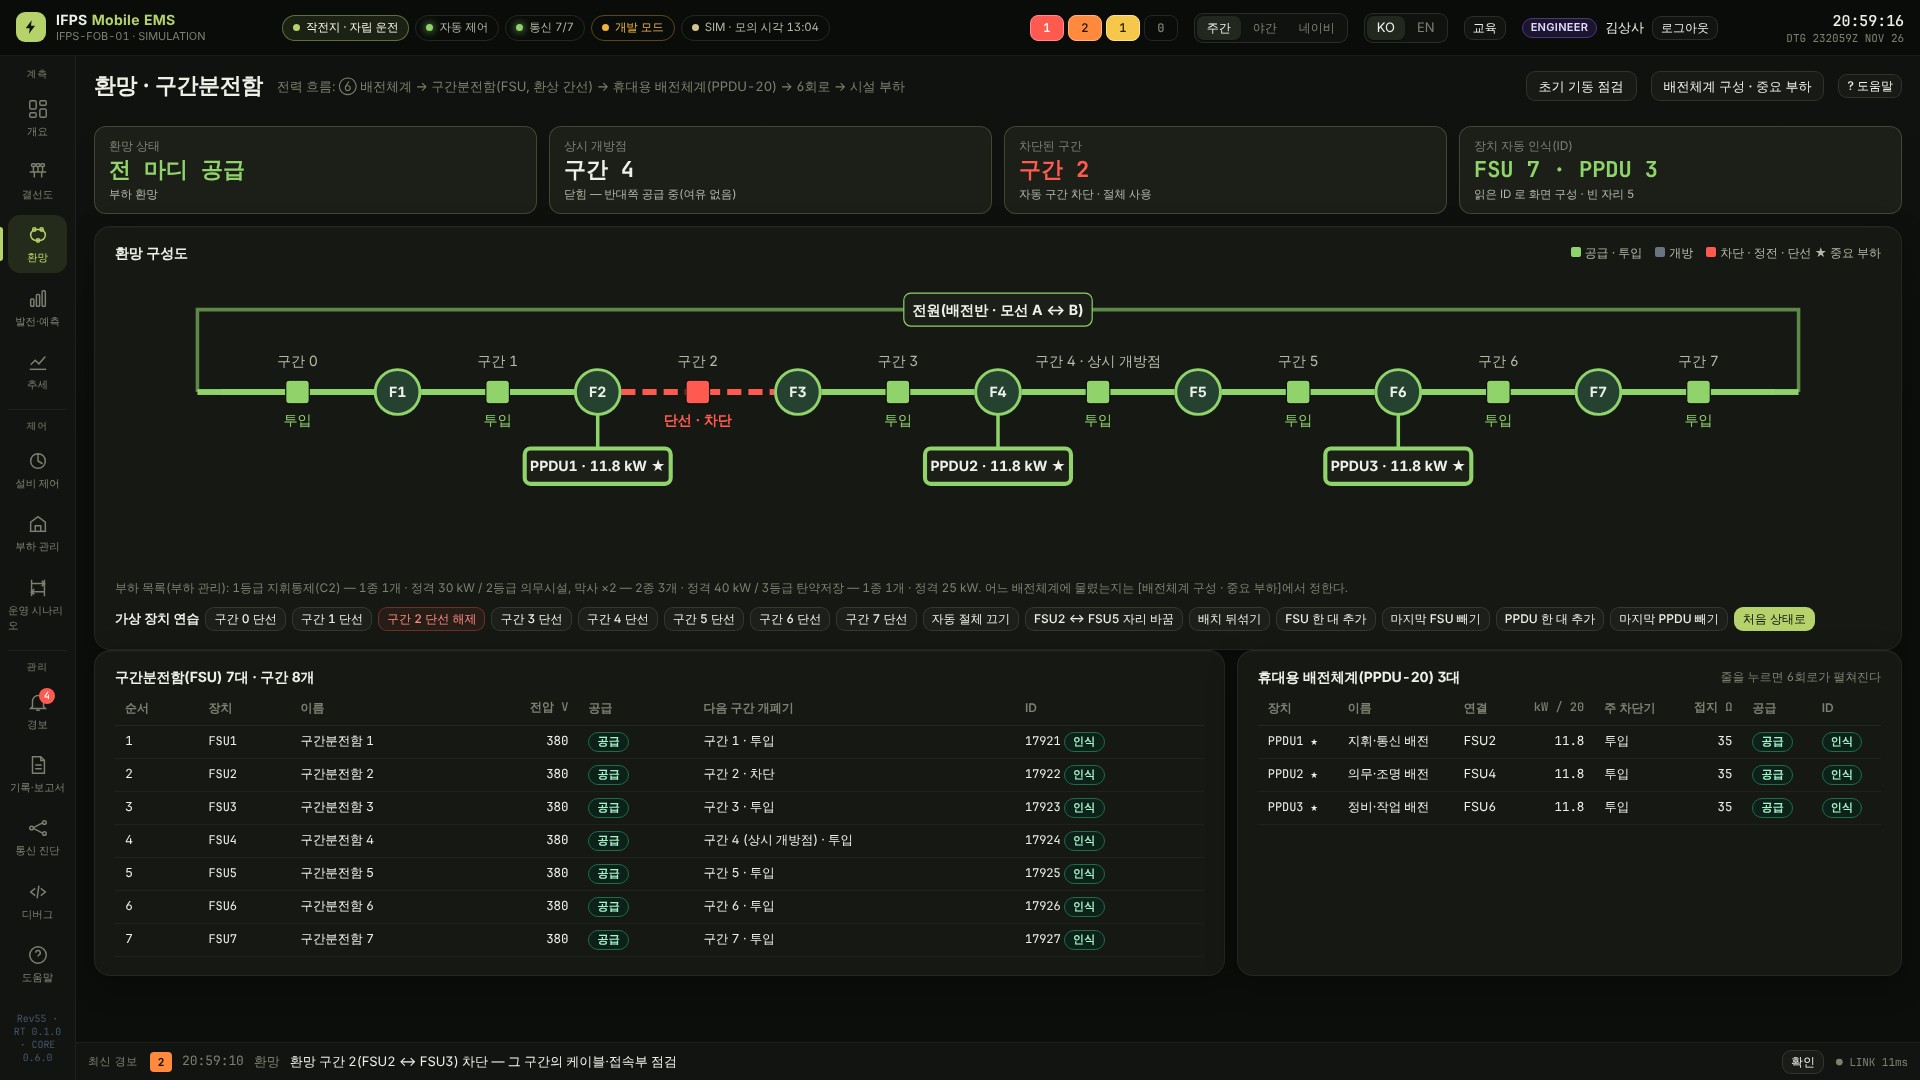 IFPS Mobile EMS
IFPS-FOB-01 · SIMULATION
작전지 · 자립 운전
자동 제어
통신 7/7
개발 모드
SIM · 모의 시각 13:04
1
2
1
0
주간
야간
네이비
KO
EN
교육
ENGINEER
김상사
로그아웃
20:59:16
DTG 232059Z NOV 26
계측
개요
결선도
환망
발전·예측
추세
제어
설비 제어
부하 관리
운영 시나리
오
관리
4
경보
기록·보고서
통신 진단
디버그
도움말
RevS5 ·
RT 0.1.0
· CORE
0.6.0
환망 · 구간분전함
전력 흐름: ⑥ 배전체계 → 구간분전함(FSU, 환상 간선) → 휴대용 배전체계(PPDU-20) → 6회로 → 시설 부하
초기 기동 점검
배전체계 구성 · 중요 부하
? 도움말
환망 상태
전 마디 공급
부하 환망
상시 개방점
구간 4
닫힘 — 반대쪽 공급 중(여유 없음)
차단된 구간
구간 2
자동 구간 차단 · 절체 사용
장치 자동 인식(ID)
FSU 7 · PPDU 3
읽은 ID 로 화면 구성 · 빈 자리 5
환망 구성도
공급 · 투입
개방
차단 · 정전 · 단선 ★ 중요 부하
전원(배전반 · 모선 A ↔ B)
구간 0
구간 1
구간 2
구간 3
구간 4 · 상시 개방점
구간 5
구간 6
구간 7
F1
F2
F3
F4
F5
F6
F7
투입
투입
단선 · 차단
투입
투입
투입
투입
투입
PPDU1 · 11.8 kW ★
PPDU2 · 11.8 kW ★
PPDU3 · 11.8 kW ★
부하 목록(부하 관리): 1등급 지휘통제(C2) — 1종 1개 · 정격 30 kW / 2등급 의무시설, 막사 ×2 — 2종 3개 · 정격 40 kW / 3등급 탄약저장 — 1종 1개 · 정격 25 kW. 어느 배전체계에 물렸는지는 [배전체계 구성 · 중요 부하]에서 정한다.
가상 장치 연습
구간 0 단선
구간 1 단선
구간 2 단선 해제
구간 3 단선
구간 4 단선
구간 5 단선
구간 6 단선
구간 7 단선
자동 절체 끄기
FSU2 ↔ FSU5 자리 바꿈
배치 뒤섞기
FSU 한 대 추가
마지막 FSU 빼기
PPDU 한 대 추가
마지막 PPDU 빼기
처음 상태로
구간분전함(FSU) 7대 · 구간 8개
순서 장치 이름 전압 V 공급 다음 구간 개폐기 ID
1 FSU1 구간분전함 1 380 공급 구간 1 · 투입 17921 인식
2 FSU2 구간분전함 2 380 공급 구간 2 · 차단 17922 인식
3 FSU3 구간분전함 3 380 공급 구간 3 · 투입 17923 인식
4 FSU4 구간분전함 4 380 공급 구간 4 (상시 개방점) · 투입 17924 인식
5 FSU5 구간분전함 5 380 공급 구간 5 · 투입 17925 인식
6 FSU6 구간분전함 6 380 공급 구간 6 · 투입 17926 인식
7 FSU7 구간분전함 7 380 공급 구간 7 · 투입 17927 인식
휴대용 배전체계(PPDU-20) 3대
줄을 누르면 6회로가 펼쳐진다
장치 이름 연결 kW / 20 주 차단기 접지 Ω 공급 ID
PPDU1 ★ 지휘·통신 배전 FSU2 11.8 투입 35 공급 인식
PPDU2 ★ 의무·조명 배전 FSU4 11.8 투입 35 공급 인식
PPDU3 ★ 정비·작업 배전 FSU6 11.8 투입 35 공급 인식
최신 경보
2
20:59:10
환망
환망 구간 2(FSU2 ↔ FSU3) 차단 — 그 구간의 케이블·접속부 점검
확인
LINK 11ms